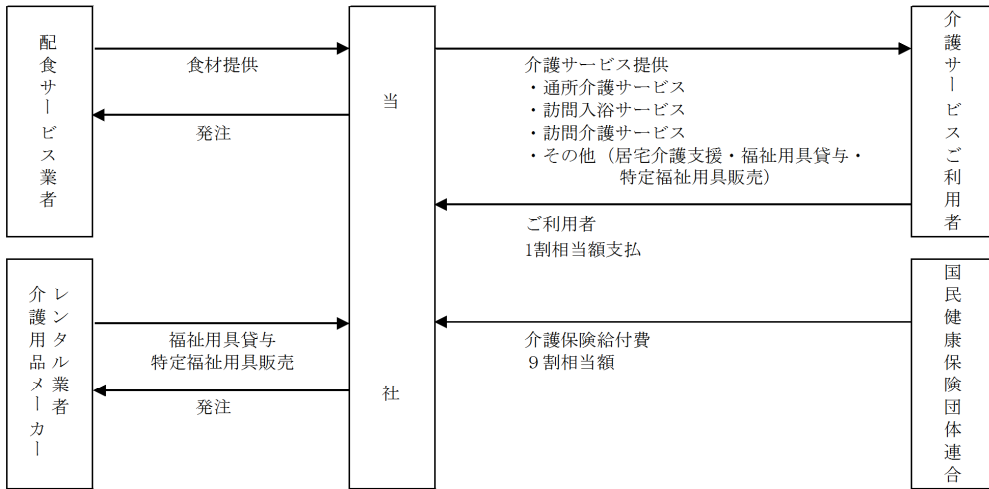 配食サービス業者
食材提供
発注
レンタル業者
介護用品メーカー
福祉用具貸与
特定福祉用具販売
発注
当社
介護サービス提供
・通所介護サービス
・訪問入浴サービス
・訪問介護サービス
・その他（居宅介護支援・福祉用具貸与・
特定福祉用具販売）
ご利用者
1割相当額支払
介護保険給付費
９割相当額
介護サービスご利用者
国民健康保険団体連合